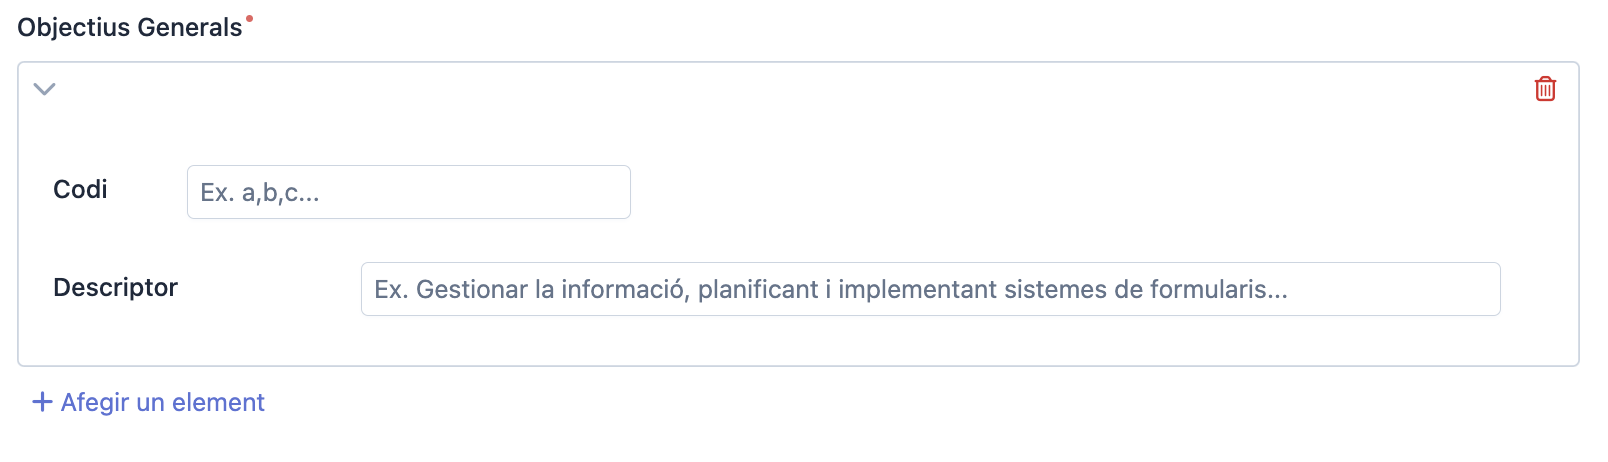 Objectius Generals
Codi
Ex. a,b,c...
Descriptor
Ex. Gestionar la informació, planificant i implementant sistemes de formularis...
+ Afegir un element